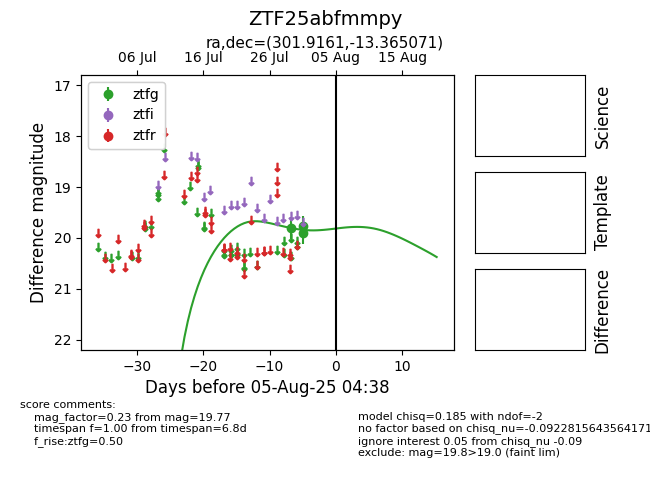 ZTF25abfmmpy
ra,dec=(301.9161,-13.365071)
06 Jul
16 Jul
26 Jul
05 Aug
15 Aug
17
18
19
20
21
22
Difference magnitude
ztfg
ztfi
ztfr
−30
−20
−10
0
10
Days before 05-Aug-25 04:38
Science
Template
Difference
score comments:
mag_factor=0.23 from mag=19.77
timespan f=1.00 from timespan=6.8d
f_rise:ztfg=0.50
model chisq=0.185 with ndof=-2
no factor based on chisq_nu=-0.0922815643564171
ignore interest 0.05 from chisq_nu -0.09
exclude: mag=19.8>19.0 (faint lim)